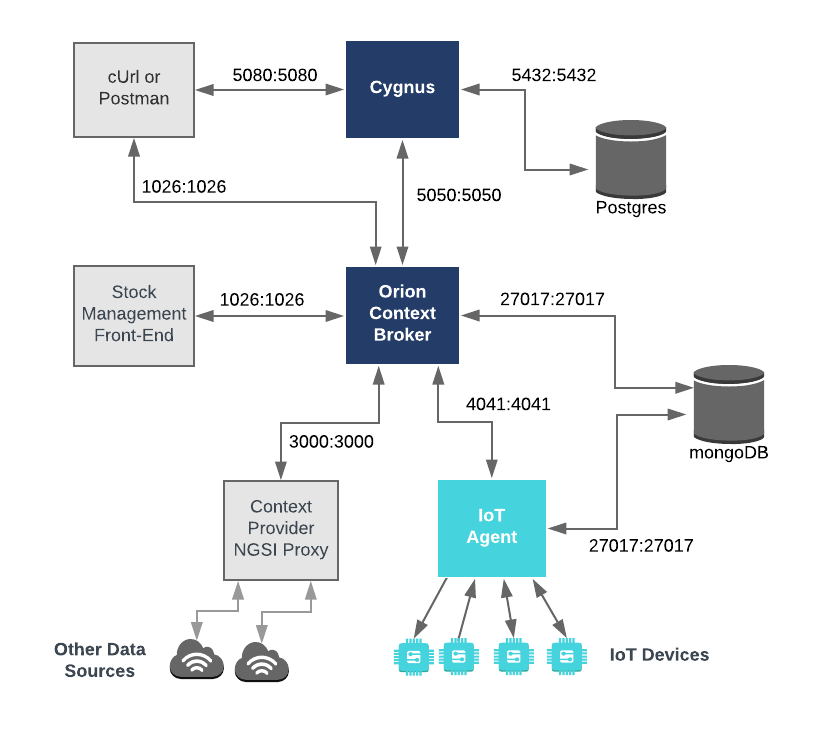 cUrl or
Postman
5080:5080
Cygnus
5432:5432
Postgres
1026:1026
5050:5050
Stock
Management
Front-End
1026:1026
Orion
Context
Broker
27017:27017
mongoDB
3000:3000
4041:4041
Context
Provider
NGSI Proxy
IoT
Agent
27017:27017
Other Data
Sources
IoT Devices